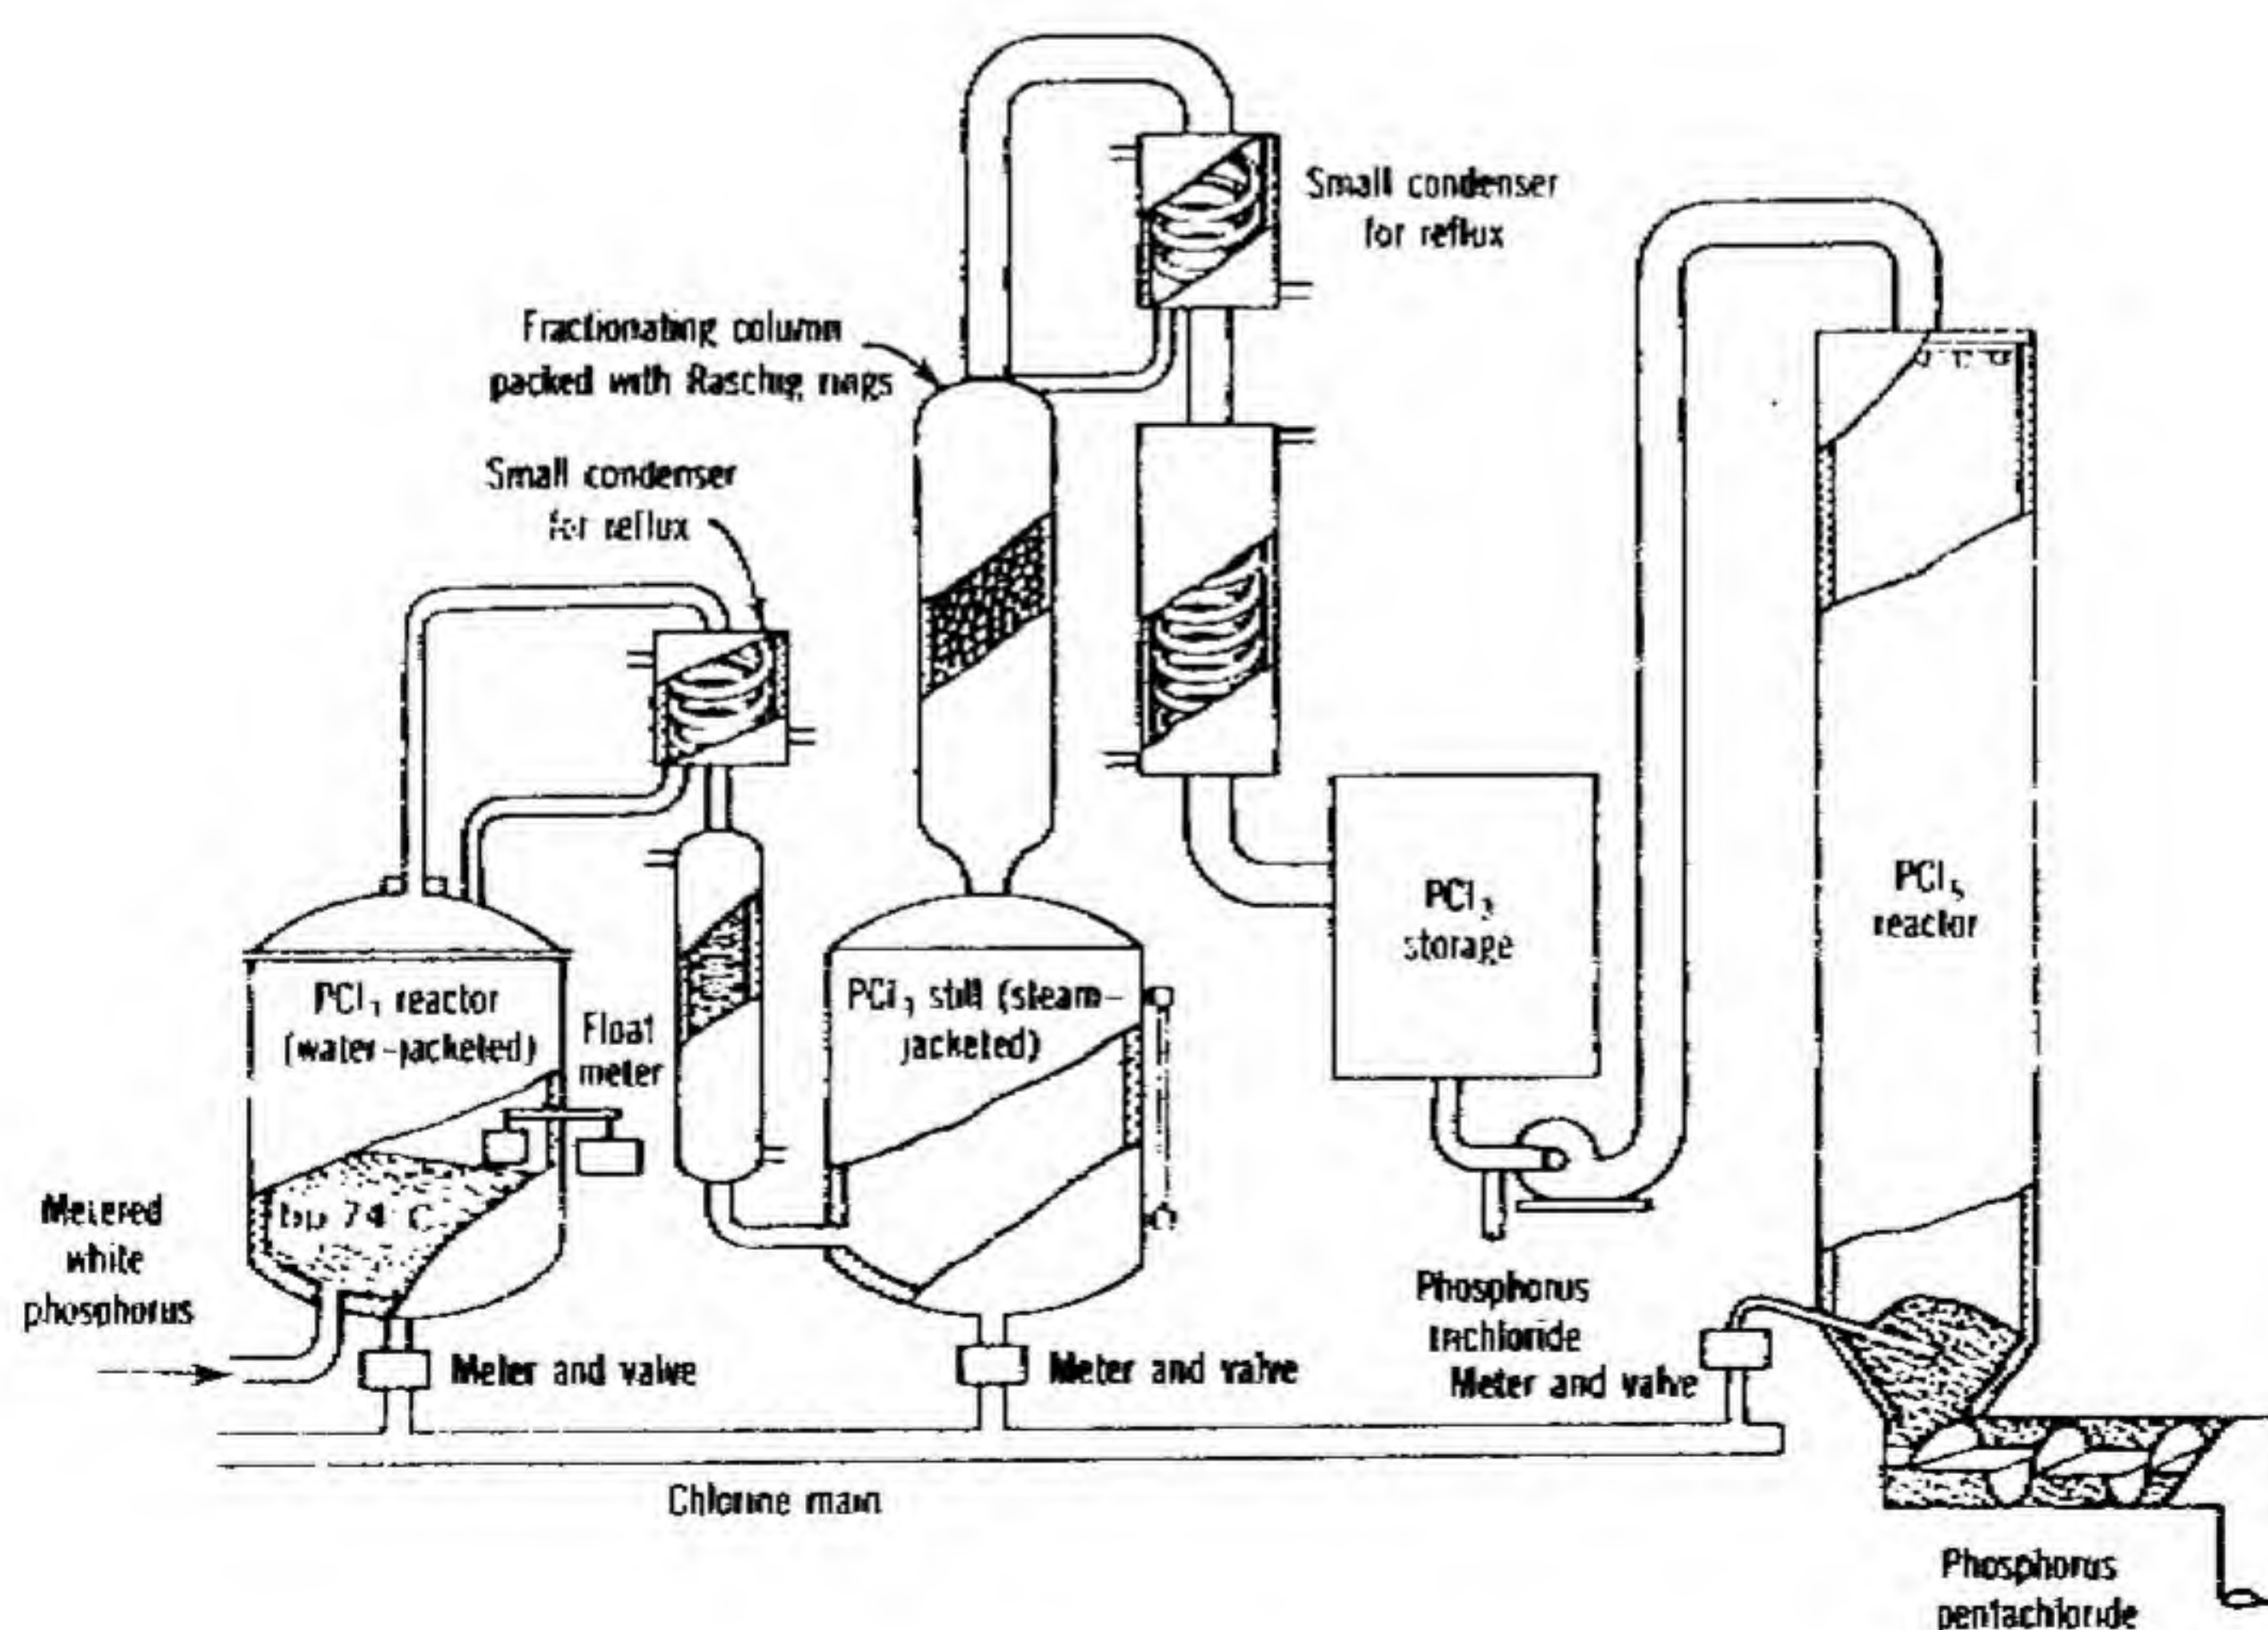 Small condenser
for reflux
Fractionating column
packed with Raschig rings
Small condenser
for reflux
PCl₃ reactor
(water-jacketed)
Float
meter
PCl₃ still (steam-
jacketed)
PCl₃
storage
PCl₅
reactor
bp 74 C
Metered
white
phosphorus
Meter and valve
Meter and valve
Phosphorus
trichloride
Meter and valve
Chlorine main
Phosphorus
pentachloride